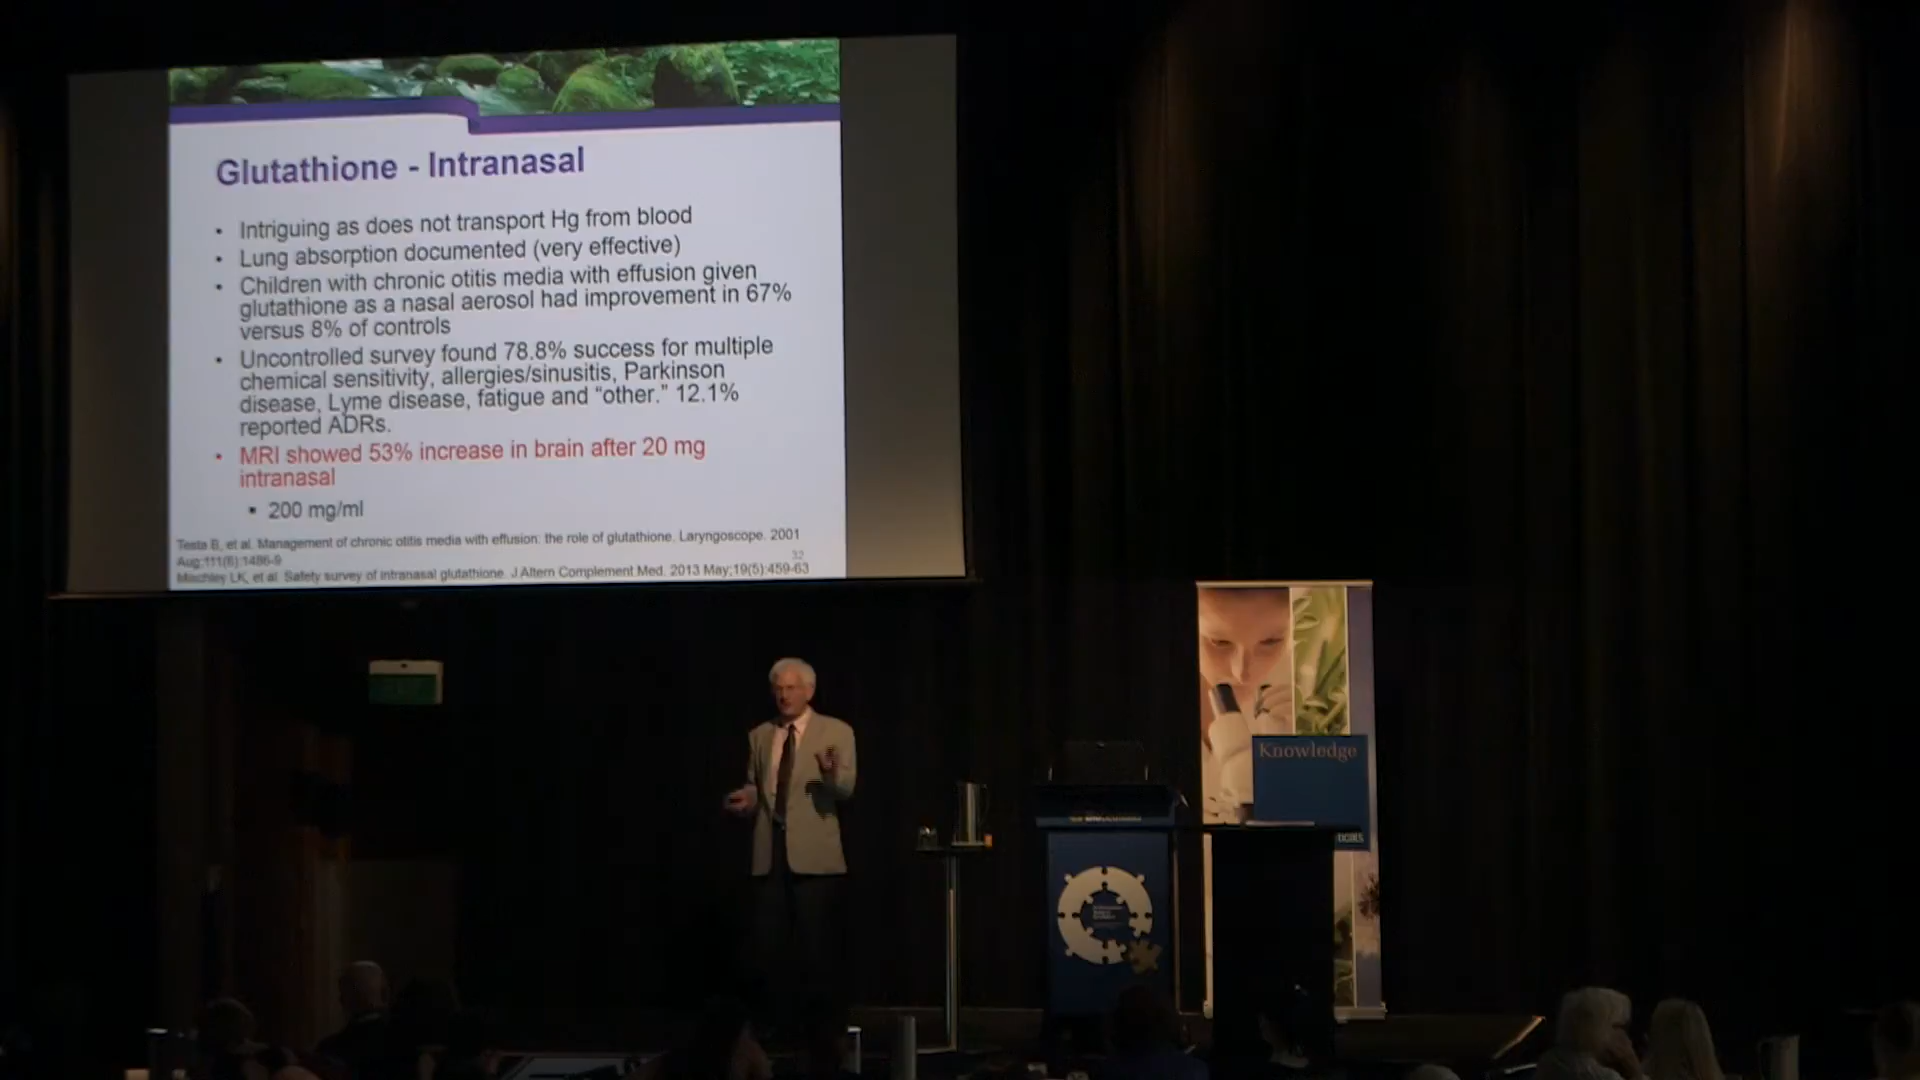 Glutathione - Intranasal
• Intriguing as does not transport Hg from blood
• Lung absorption documented (very effective)
• Children with chronic otitis media with effusion given
glutathione as a nasal aerosol had improvement in 67%
versus 8% of controls
• Uncontrolled survey found 78.8% success for multiple
chemical sensitivity, allergies/sinusitis, Parkinson
disease, Lyme disease, fatigue and “other.” 12.1%
reported ADRs.
• MRI showed 53% increase in brain after 20 mg
intranasal
▪ 200 mg/ml
Testa B, et al. Management of chronic otitis media with effusion: the role of glutathione. Laryngoscope. 2001
Aug;111(8):1486-9
32
Mischley LK, et al. Safety survey of intranasal glutathione. J Altern Complement Med. 2013 May;19(5):459-63
Knowledge